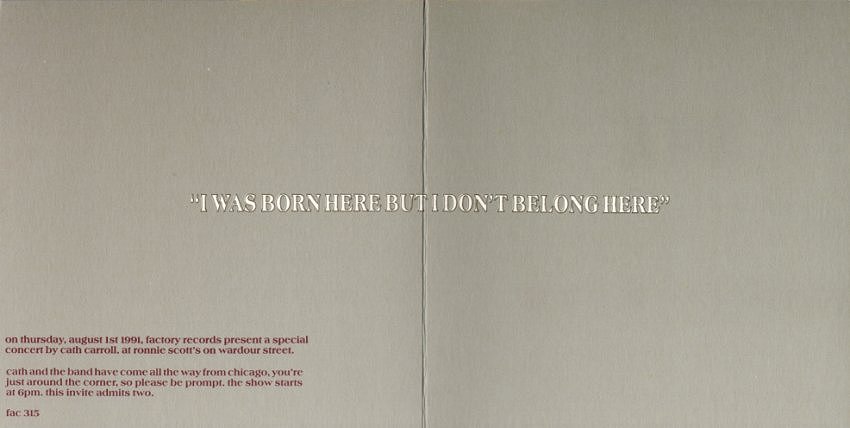 “I WAS BORN HERE BUT I DON’T BELONG HERE”
on thursday, august 1st 1991, factory records present a special
concert by cath carroll. at ronnie scott's on wardour street.
cath and the band have come all the way from chicago, you're
just around the corner, so please be prompt. the show starts
at 6pm. this invite admits two.
fac 315